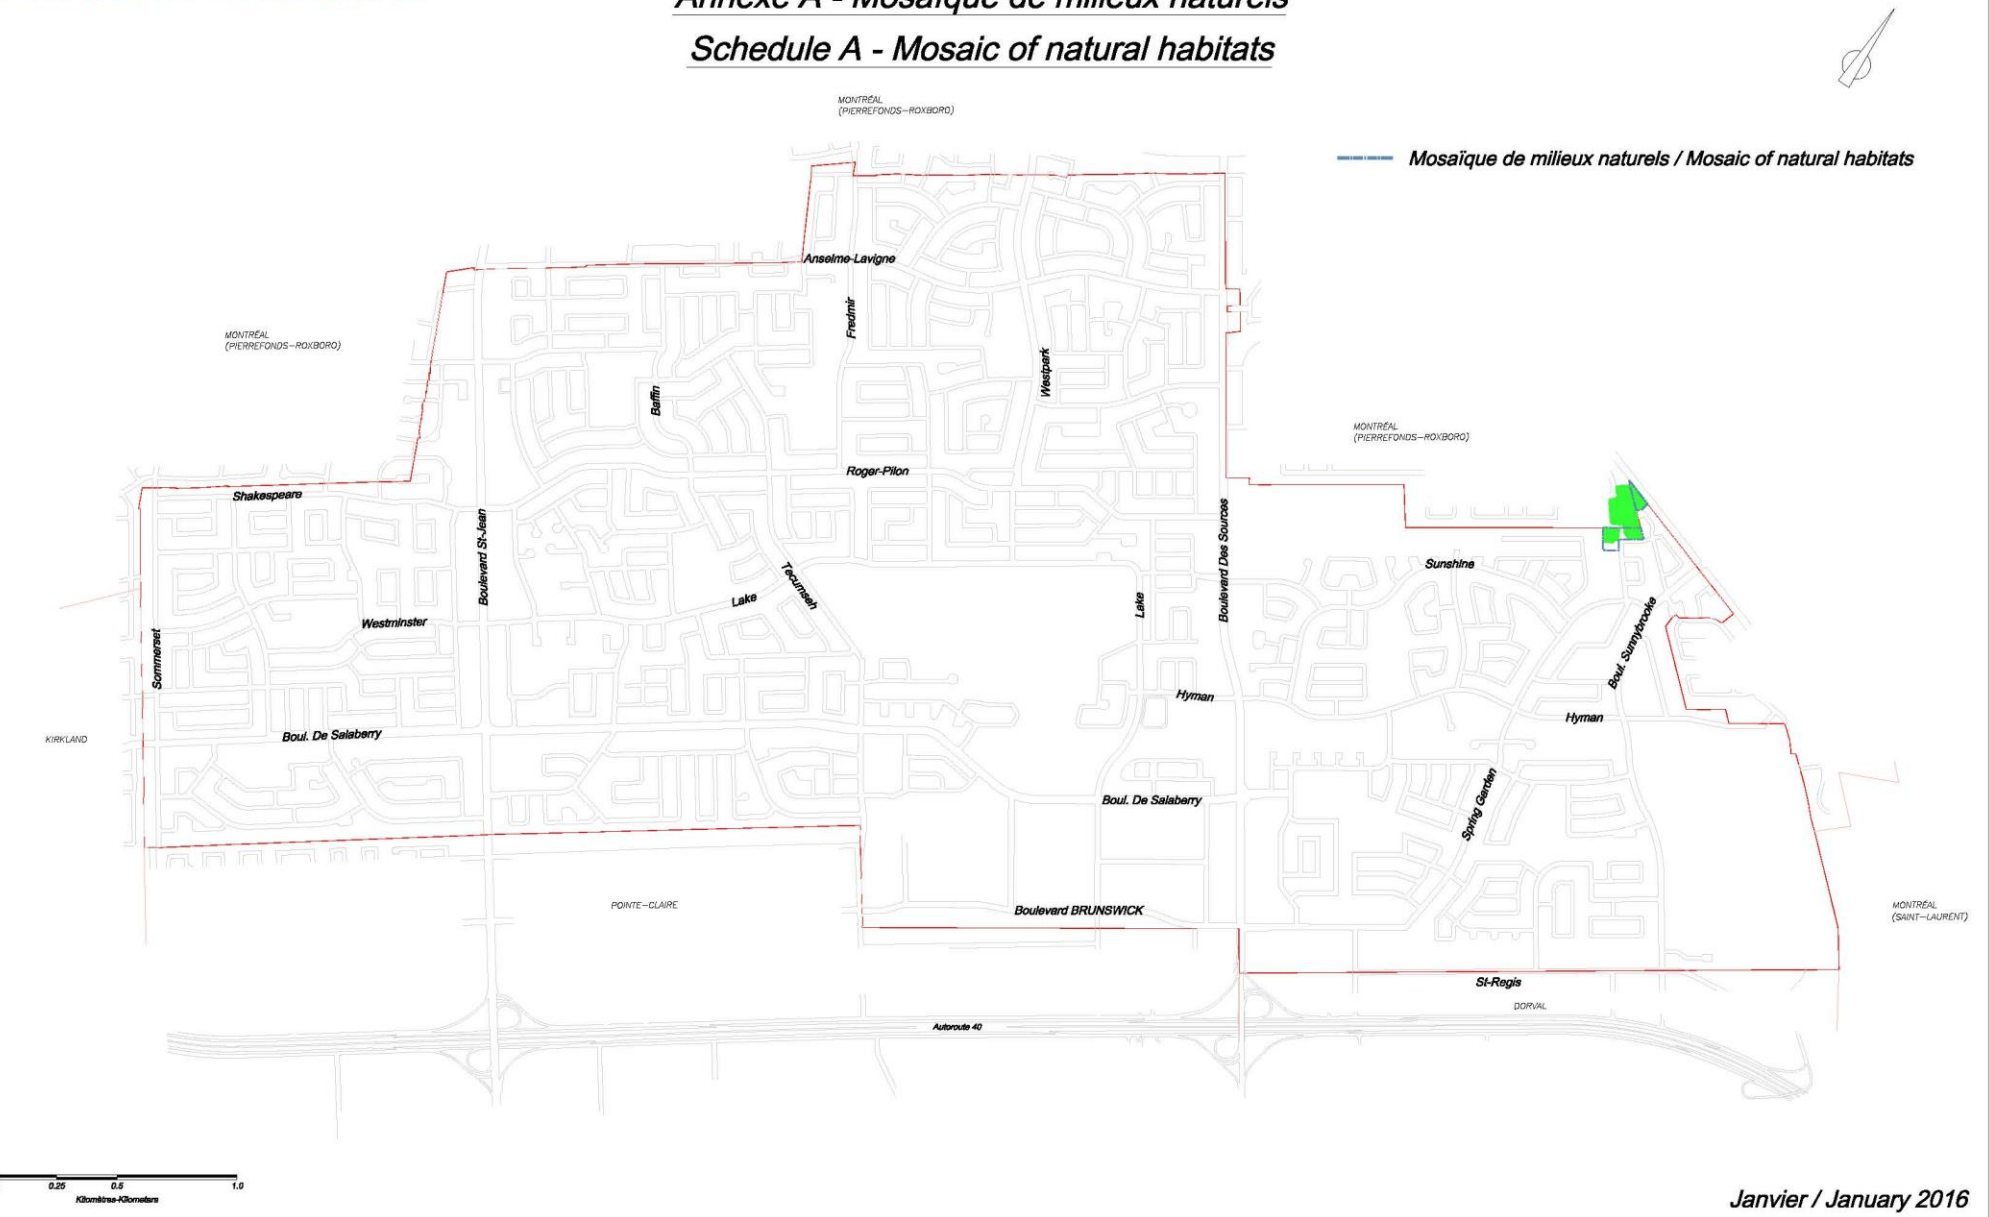 Annexe A - Mosaïque de milieux naturels
Schedule A - Mosaic of natural habitats
MONTRÉAL
(PIERREFONDS-ROXBORO)
Mosaïque de milieux naturels / Mosaic of natural habitats
Anselme-Lavigne
Fredmir
MONTRÉAL
(PIERREFONDS-ROXBORO)
Westpark
Baffin
MONTRÉAL
(PIERREFONDS-ROXBORO)
Roger-Pilon
Shakespeare
Boulevard St-Jean
Boulevard Des Sources
Sunshine
Tecumseh
Lake
Lake
Westminster
Boul. Sunnybrooke
Sommerset
Hyman
Hyman
KIRKLAND
Boul. De Salaberry
Boul. De Salaberry
Spring Garden
POINTE-CLAIRE
Boulevard BRUNSWICK
MONTRÉAL
(SAINT-LAURENT)
St-Regis
DORVAL
Autoroute 40
0.25 0.5 1.0
Kilomètres-Kilometers
Janvier / January 2016